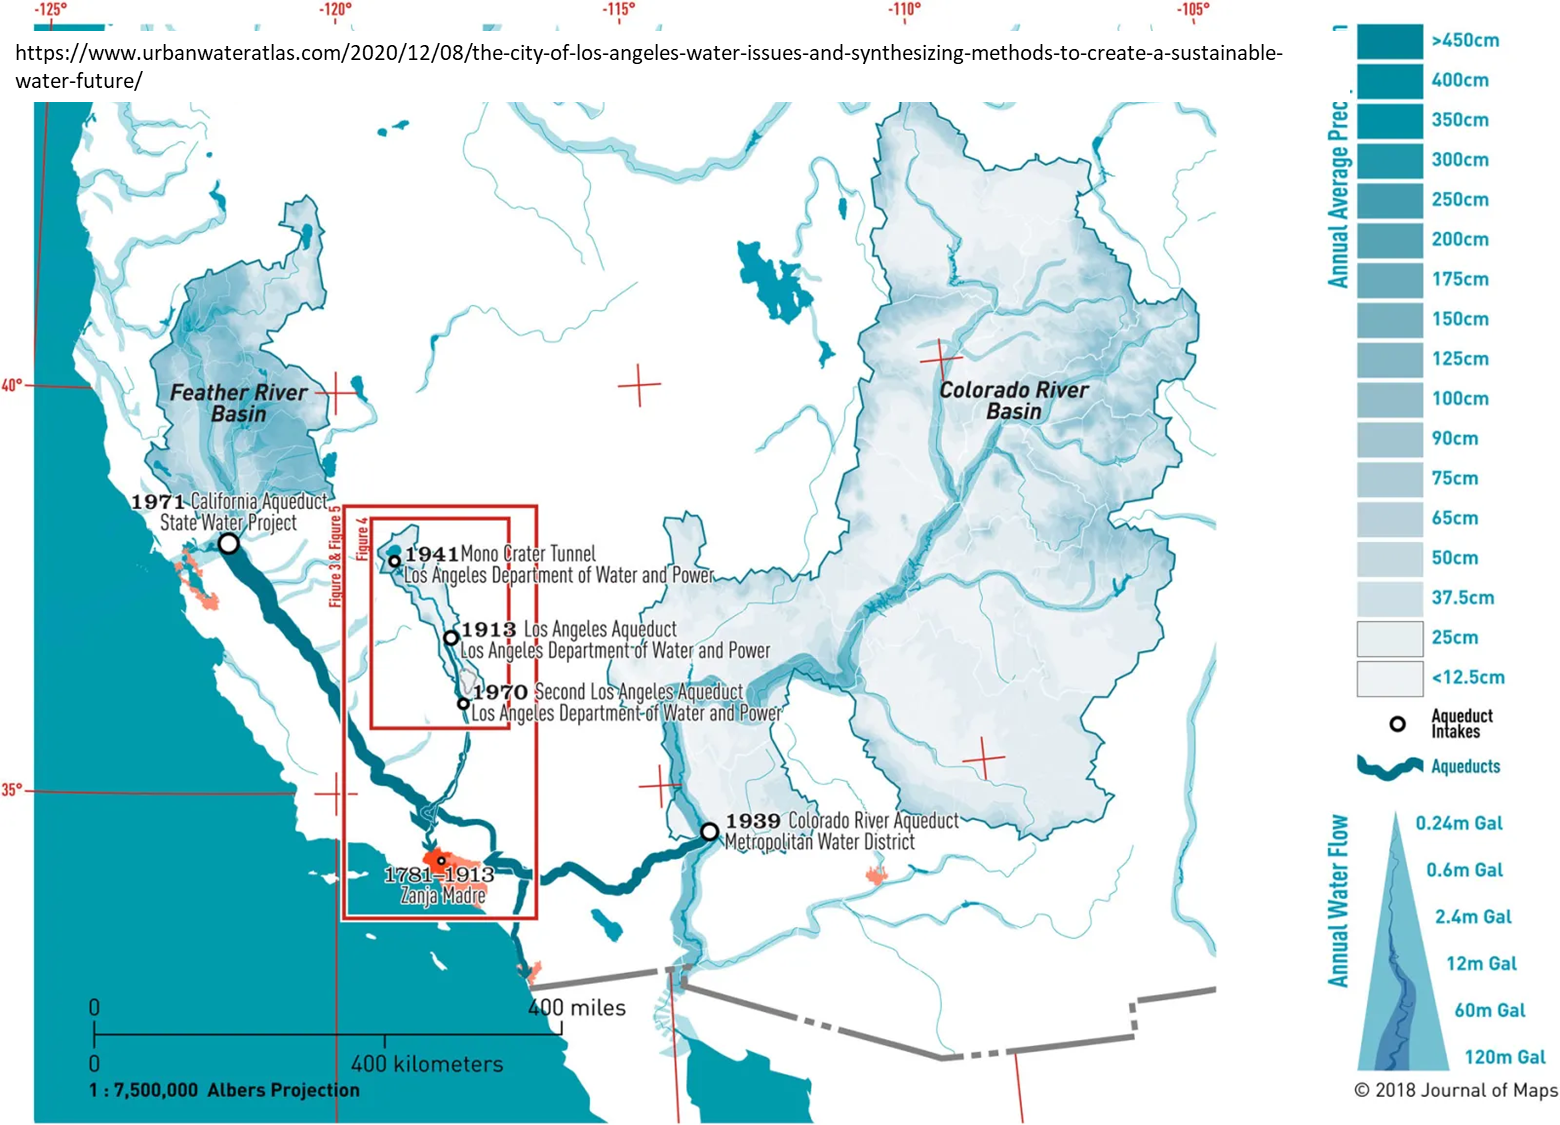 -125°
-120°
-115°
-110°
-105°
https://www.urbanwateratlas.com/2020/12/08/the-city-of-los-angeles-water-issues-and-synthesizing-methods-to-create-a-sustainable-
water-future/
40°
35°
Feather River
Basin
Colorado River
Basin
1971 California Aqueduct
State Water Project
Figure 3 & Figure 5
Figure 4
1941 Mono Crater Tunnel
Los Angeles Department of Water and Power
1913 Los Angeles Aqueduct
Los Angeles Department of Water and Power
1970 Second Los Angeles Aqueduct
Los Angeles Department of Water and Power
1939 Colorado River Aqueduct
Metropolitan Water District
1781–1913
Zanja Madre
0
400 miles
0
400 kilometers
1 : 7,500,000 Albers Projection
Annual Average Prec
>450cm
400cm
350cm
300cm
250cm
200cm
175cm
150cm
125cm
100cm
90cm
75cm
65cm
50cm
37.5cm
25cm
<12.5cm
Aqueduct
Intakes
Aqueducts
Annual Water Flow
0.24m Gal
0.6m Gal
2.4m Gal
12m Gal
60m Gal
120m Gal
© 2018 Journal of Maps